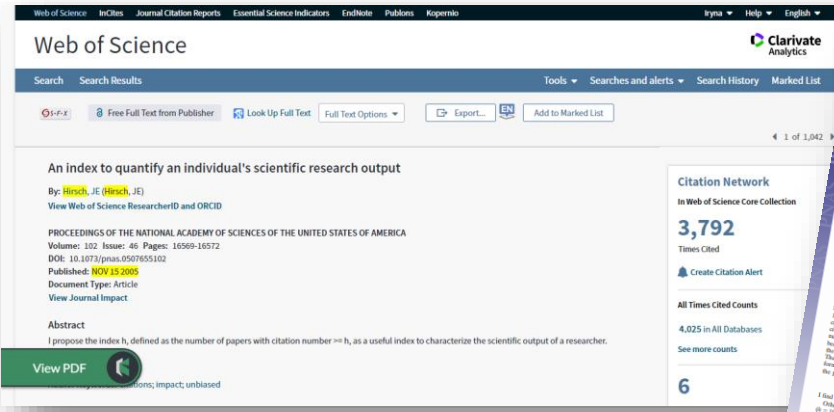 Web of Science InCites Journal Citation Reports Essential Science Indicators EndNote Publons Kopernio Iryna Help English
Web of Science
Clarivate
Analytics
Search Search Results Tools Searches and alerts Search History Marked List
S-F-X Free Full Text from Publisher Look Up Full Text Full Text Options Export... EN Add to Marked List
1 of 1,042
An index to quantify an individual's scientific research output
By: Hirsch, JE (Hirsch, JE)
View Web of Science ResearcherID and ORCID
PROCEEDINGS OF THE NATIONAL ACADEMY OF SCIENCES OF THE UNITED STATES OF AMERICA
Volume: 102 Issue: 46 Pages: 16569-16572
DOI: 10.1073/pnas.0507655102
Published: NOV 15 2005
Document Type: Article
View Journal Impact
Abstract
I propose the index h, defined as the number of papers with citation number >= h, as a useful index to characterize the scientific output of a researcher.
View PDF
impact; unbiased
Citation Network
In Web of Science Core Collection
3,792
Times Cited
Create Citation Alert
All Times Cited Counts
4,025 in All Databases
See more counts
6